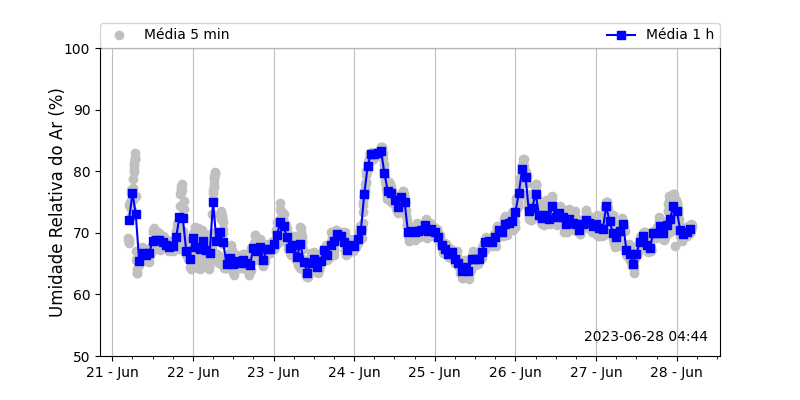 Média 5 min
Média 1 h
100
90
80
70
60
50
Umidade Relativa do Ar (%)
2023-06-28 04:44
21 - Jun
22 - Jun
23 - Jun
24 - Jun
25 - Jun
26 - Jun
27 - Jun
28 - Jun